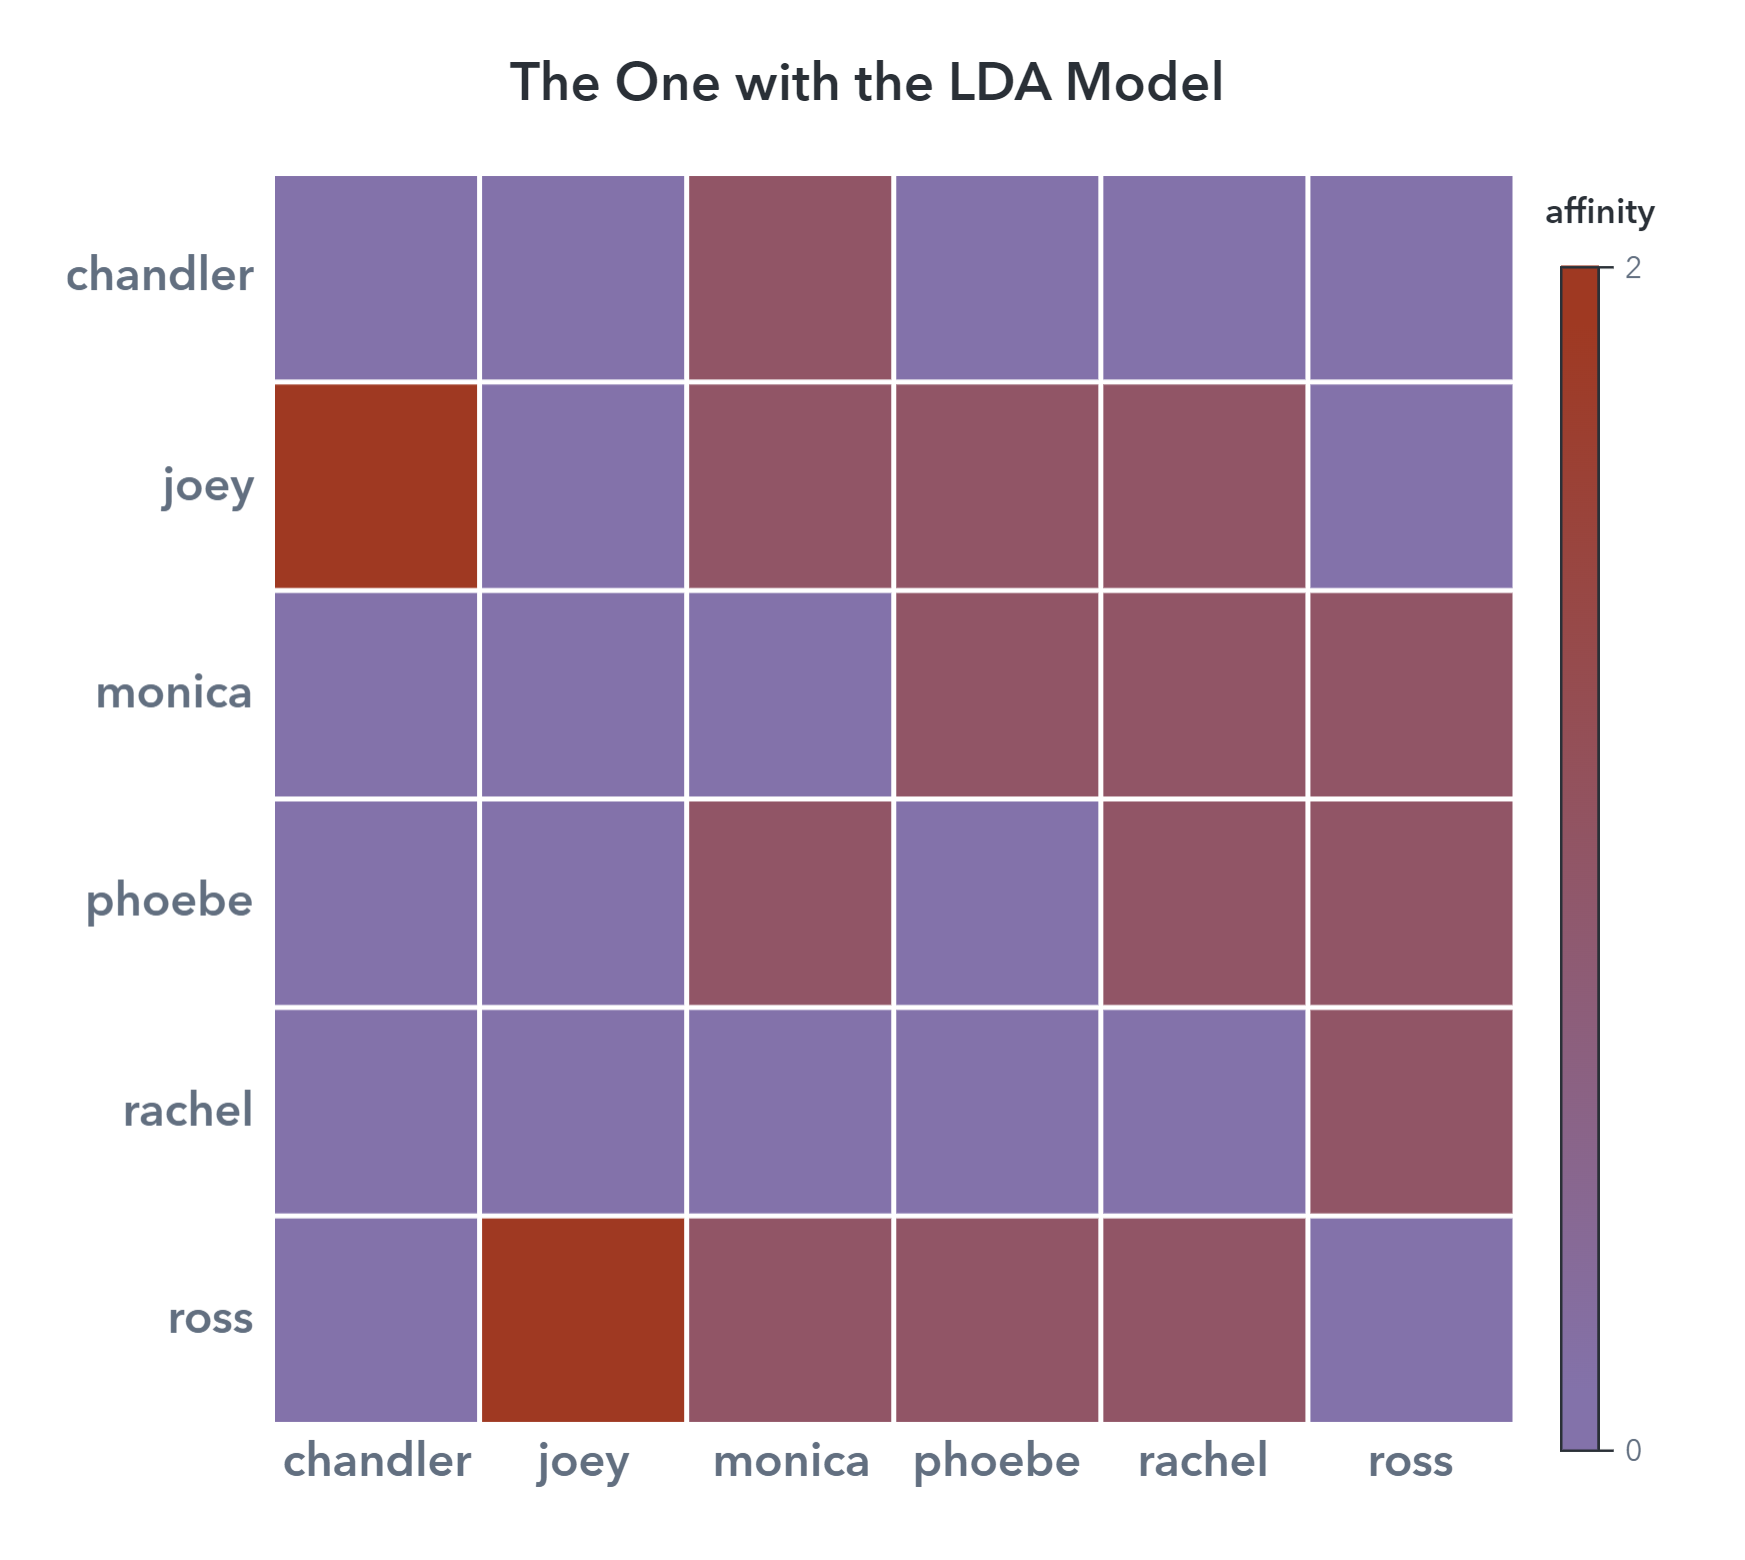 The One with the LDA Model
affinity
2
chandler
joey
monica
phoebe
rachel
ross
0
chandler joey monica phoebe rachel ross